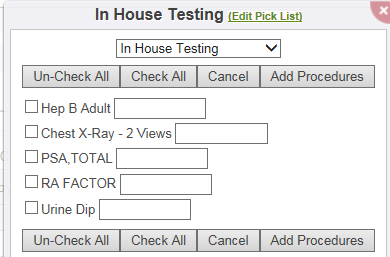 In House Testing (Edit Pick List)
In House Testing
Un-Check All Check All Cancel Add Procedures
Hep B Adult
Chest X-Ray - 2 Views
PSA,TOTAL
RA FACTOR
Urine Dip
Un-Check All Check All Cancel Add Procedures